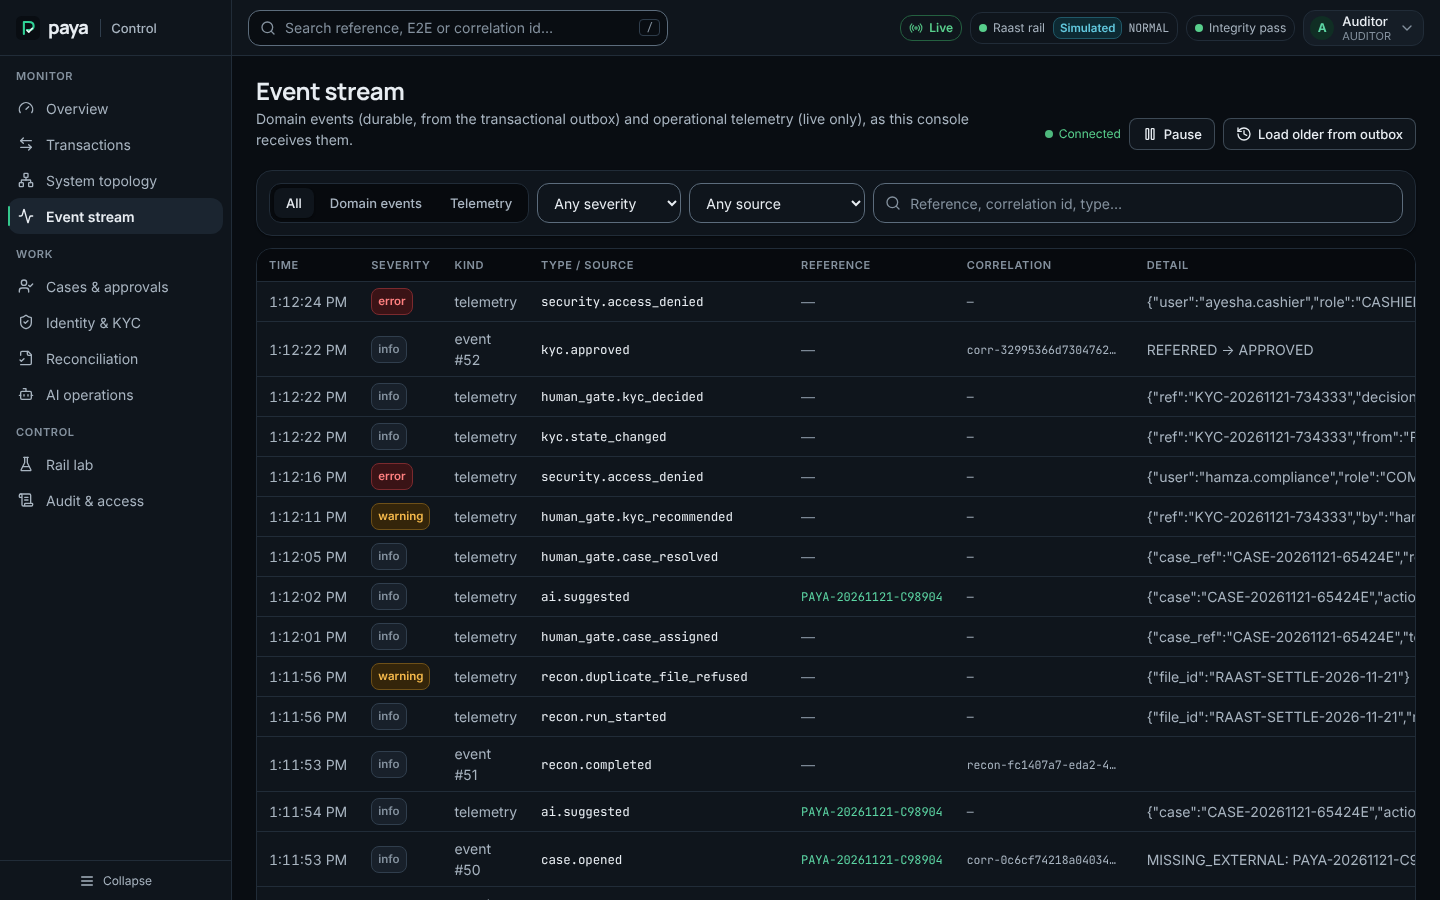 paya Control
Search reference, E2E or correlation id... /
Live
Raast rail Simulated NORMAL
Integrity pass
A Auditor
AUDITOR
MONITOR
Overview
Transactions
System topology
Event stream
WORK
Cases & approvals
Identity & KYC
Reconciliation
AI operations
CONTROL
Rail lab
Audit & access
Collapse
Event stream
Domain events (durable, from the transactional outbox) and operational telemetry (live only), as this console
receives them.
Connected Pause Load older from outbox
All Domain events Telemetry Any severity Any source Reference, correlation id, type...
TIME SEVERITY KIND TYPE / SOURCE REFERENCE CORRELATION DETAIL
1:12:24 PM error telemetry security.access_denied — – {"user":"ayesha.cashier","role":"CASHIE
1:12:22 PM info event #52 kyc.approved — corr-32995366d7304762… REFERRED → APPROVED
1:12:22 PM info telemetry human_gate.kyc_decided — – {"ref":"KYC-20261121-734333","decision
1:12:22 PM info telemetry kyc.state_changed — – {"ref":"KYC-20261121-734333","from":"
1:12:16 PM error telemetry security.access_denied — – {"user":"hamza.compliance","role":"COM
1:12:11 PM warning telemetry human_gate.kyc_recommended — – {"ref":"KYC-20261121-734333","by":"ha
1:12:05 PM info telemetry human_gate.case_resolved — – {"case_ref":"CASE-20261121-65424E","r
1:12:02 PM info telemetry ai.suggested PAYA-20261121-C98904 – {"case":"CASE-20261121-65424E","actio
1:12:01 PM info telemetry human_gate.case_assigned — – {"case_ref":"CASE-20261121-65424E","t
1:11:56 PM warning telemetry recon.duplicate_file_refused — – {"file_id":"RAAST-SETTLE-2026-11-21"}
1:11:56 PM info telemetry recon.run_started — – {"file_id":"RAAST-SETTLE-2026-11-21","
1:11:53 PM info event #51 recon.completed — recon-fc1407a7-eda2-4…
1:11:54 PM info telemetry ai.suggested PAYA-20261121-C98904 – {"case":"CASE-20261121-65424E","actio
1:11:53 PM info event #50 case.opened PAYA-20261121-C98904 corr-0c6cf74218a04034… MISSING_EXTERNAL: PAYA-20261121-C9